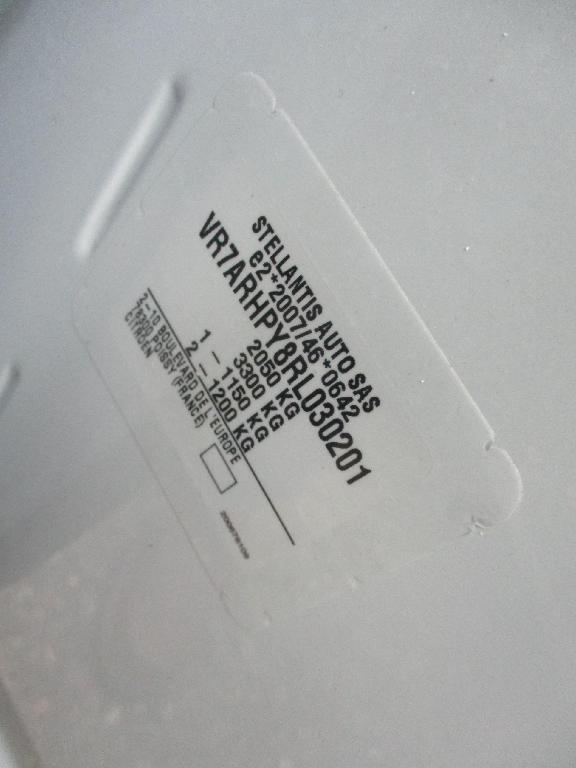 STELLANTIS AUTO SAS
e2*2007/46*0642
VR7ARHPY8RL030201
2050 KG
3300 KG
1 - 1150 KG
2 - 1200 KG
2-10 BOULEVARD DE L'EUROPE
78300 POISSY (FRANCE)
CITROEN